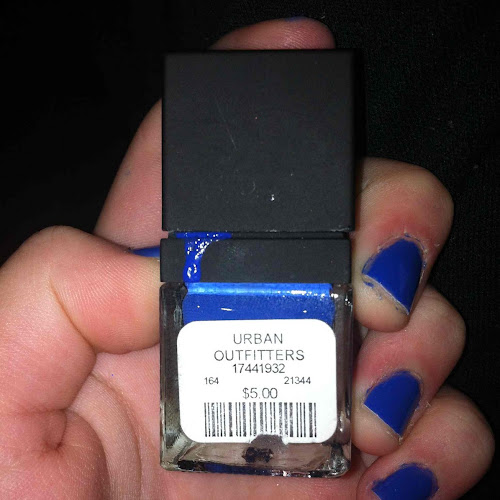 URBAN
OUTFITTERS
17441932
164 21344
$5.00